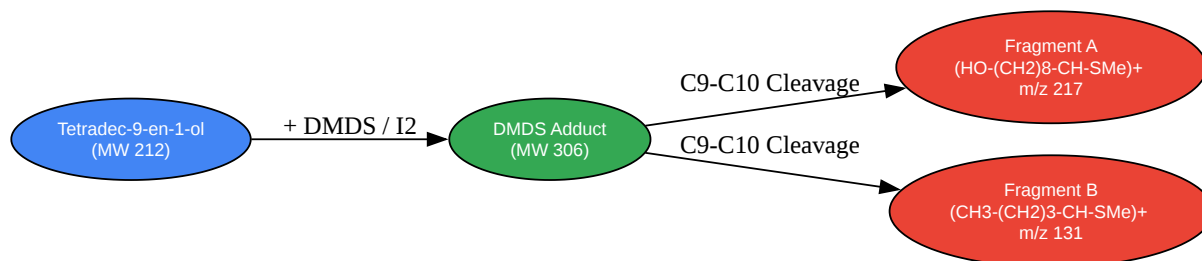 Tetradec-9-en-1-ol
(MW 212)
+ DMDS / I2
DMDS Adduct
(MW 306)
C9-C10 Cleavage
C9-C10 Cleavage
Fragment A
(HO-(CH2)8-CH-SMe)+
m/z 217
Fragment B
(CH3-(CH2)3-CH-SMe)+
m/z 131